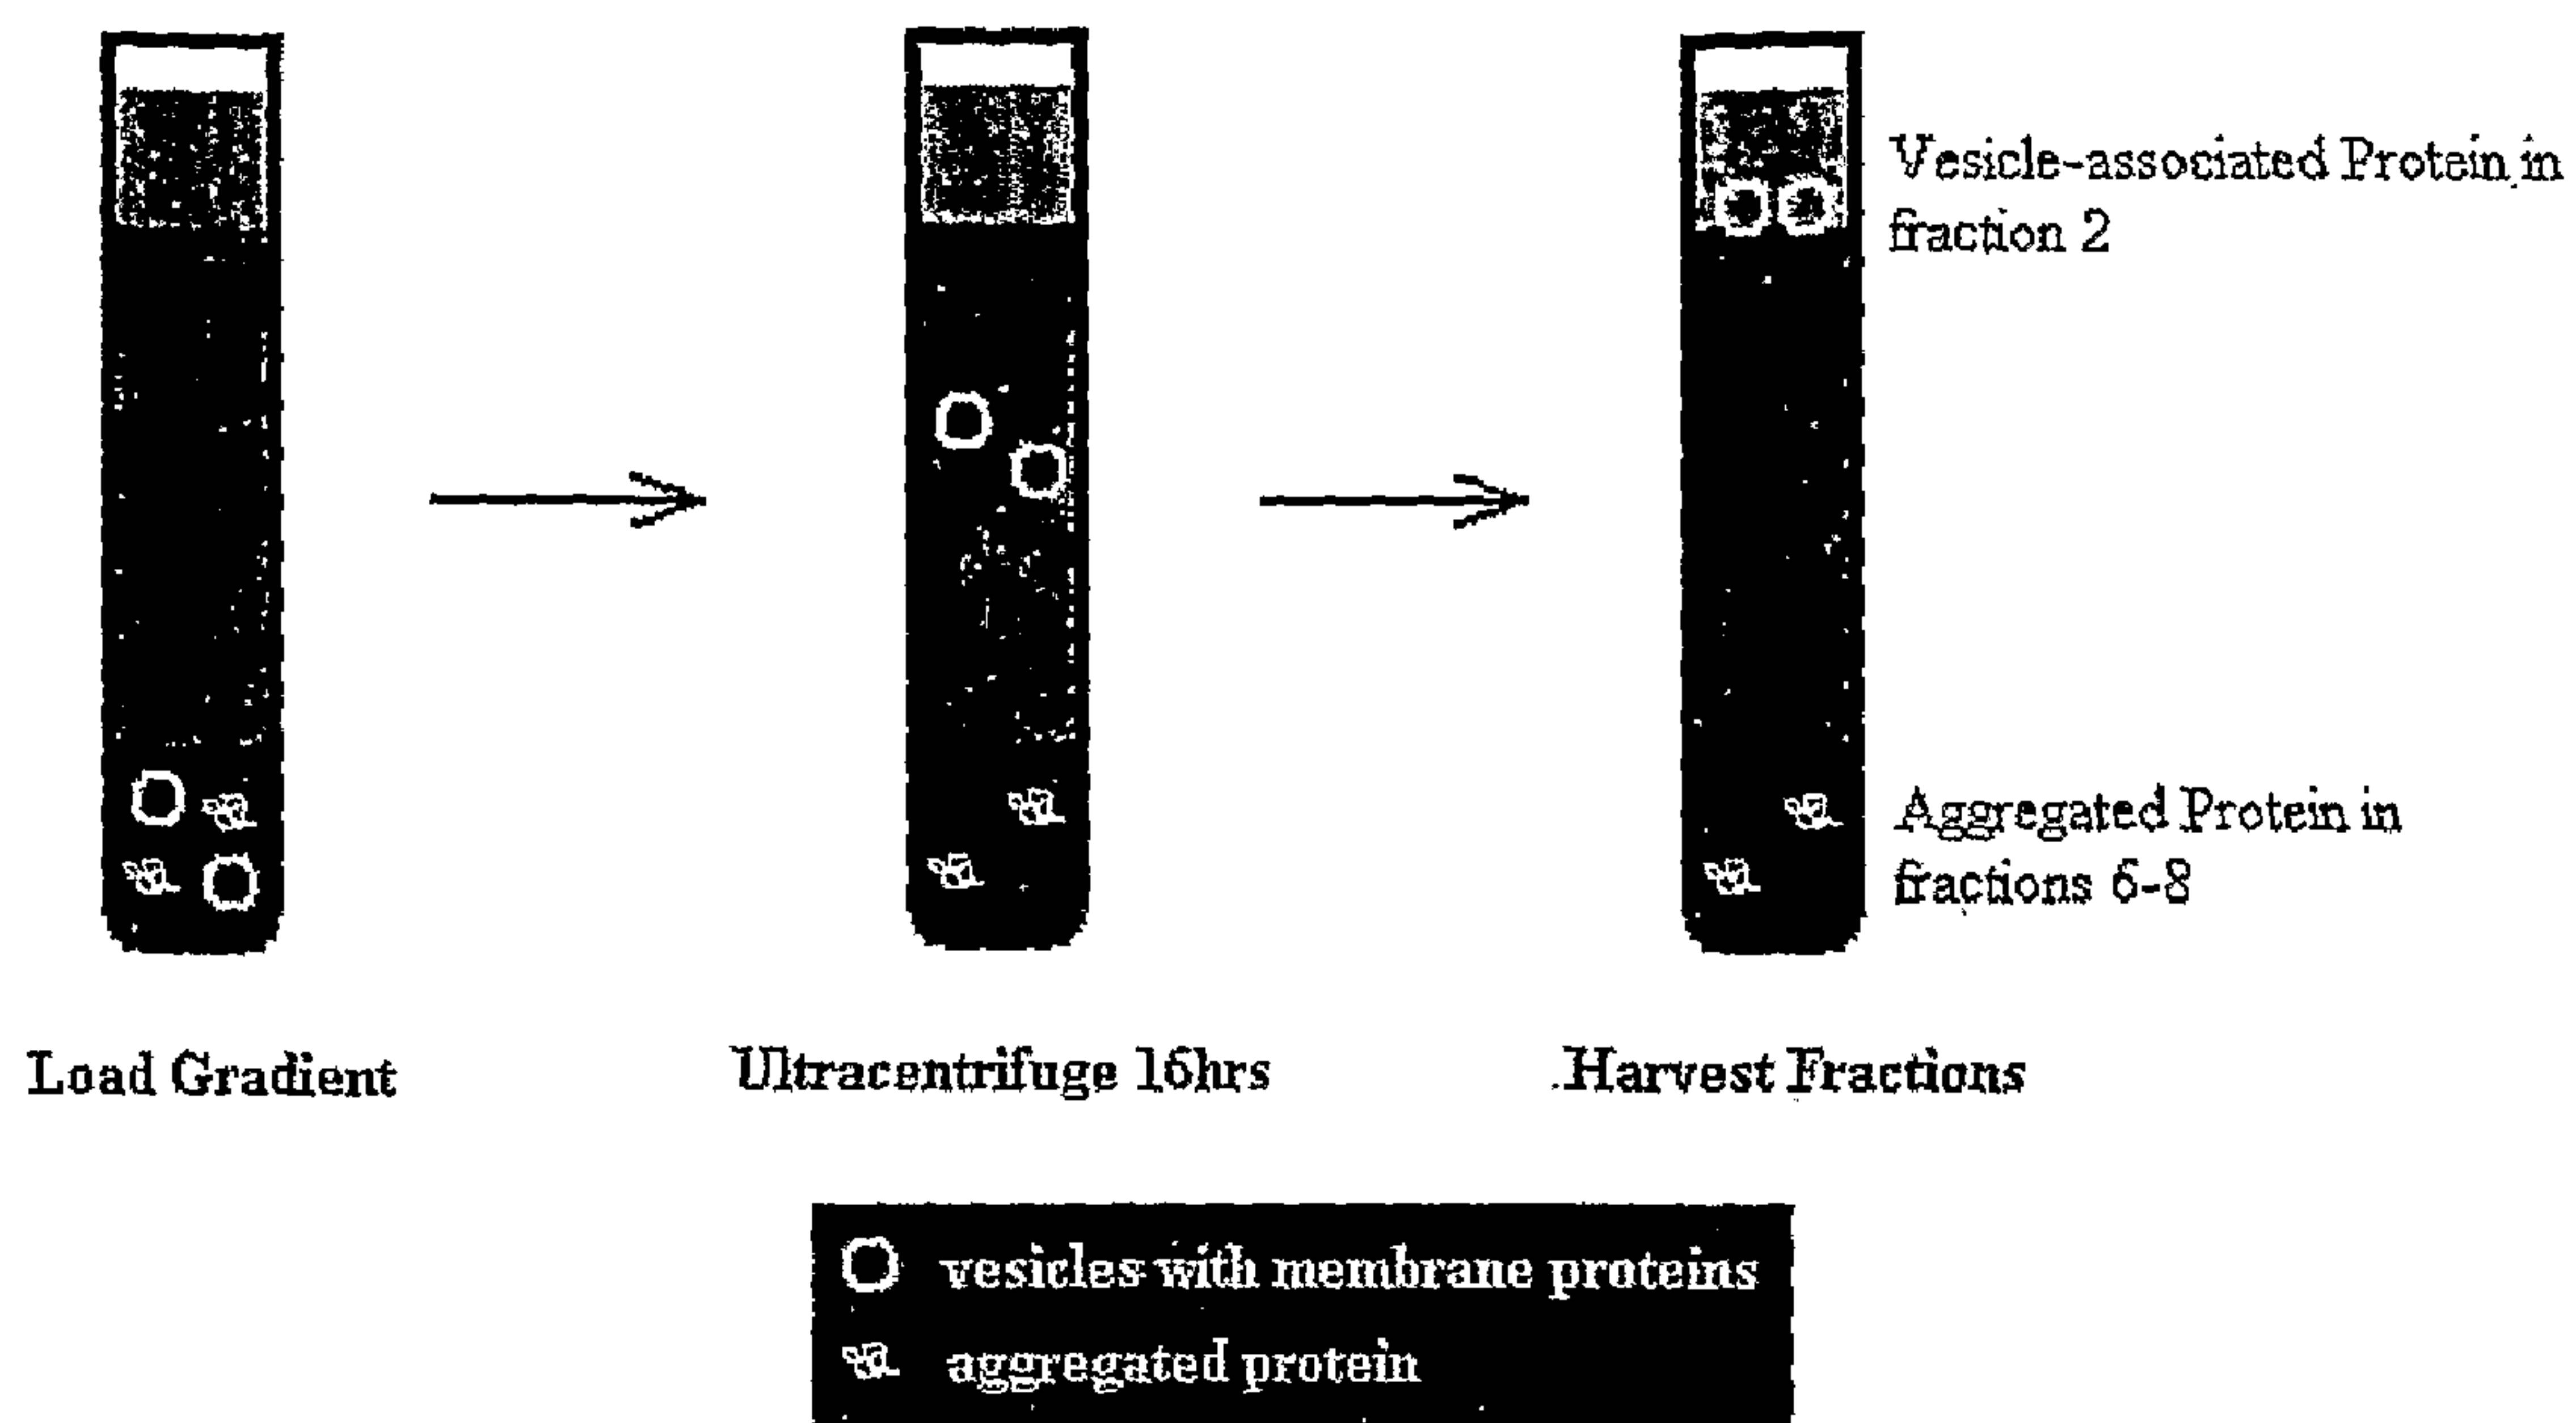 Vesicle-associated Protein in
fraction 2
Aggregated Protein in
fractions 6-8
Load Gradient
Ultracentrifuge 16hrs
Harvest Fractions
vesicles with membrane proteins
aggregated protein